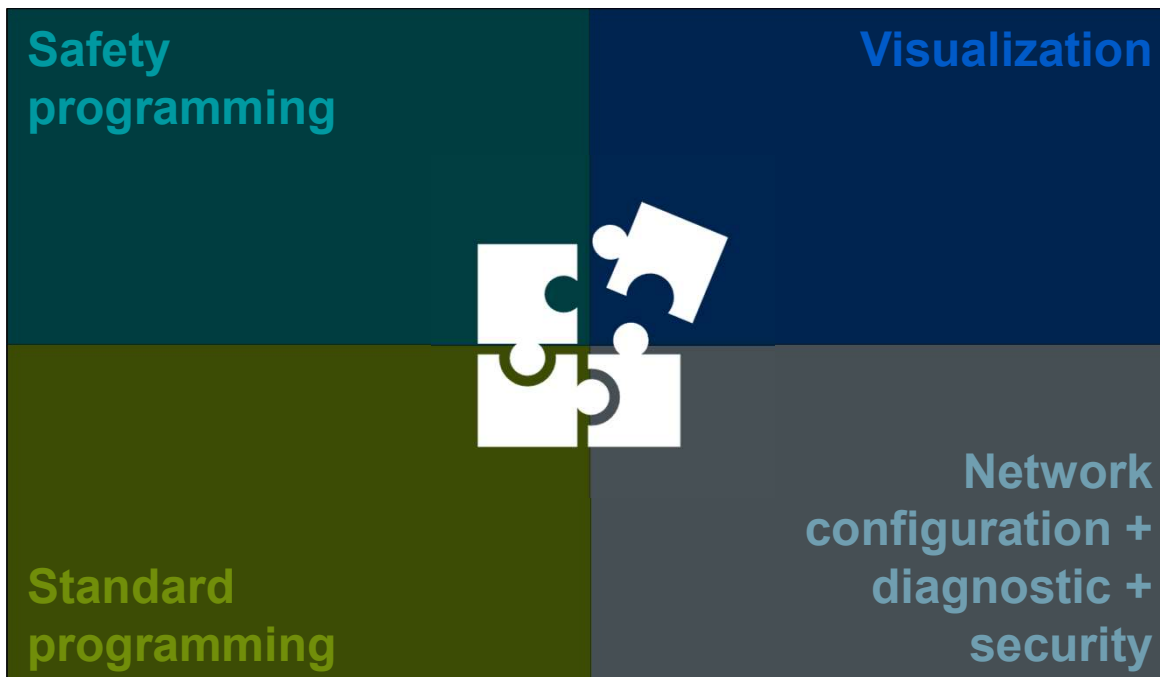 Safety
programming
Visualization
Standard
programming
Network
configuration +
diagnostic +
security